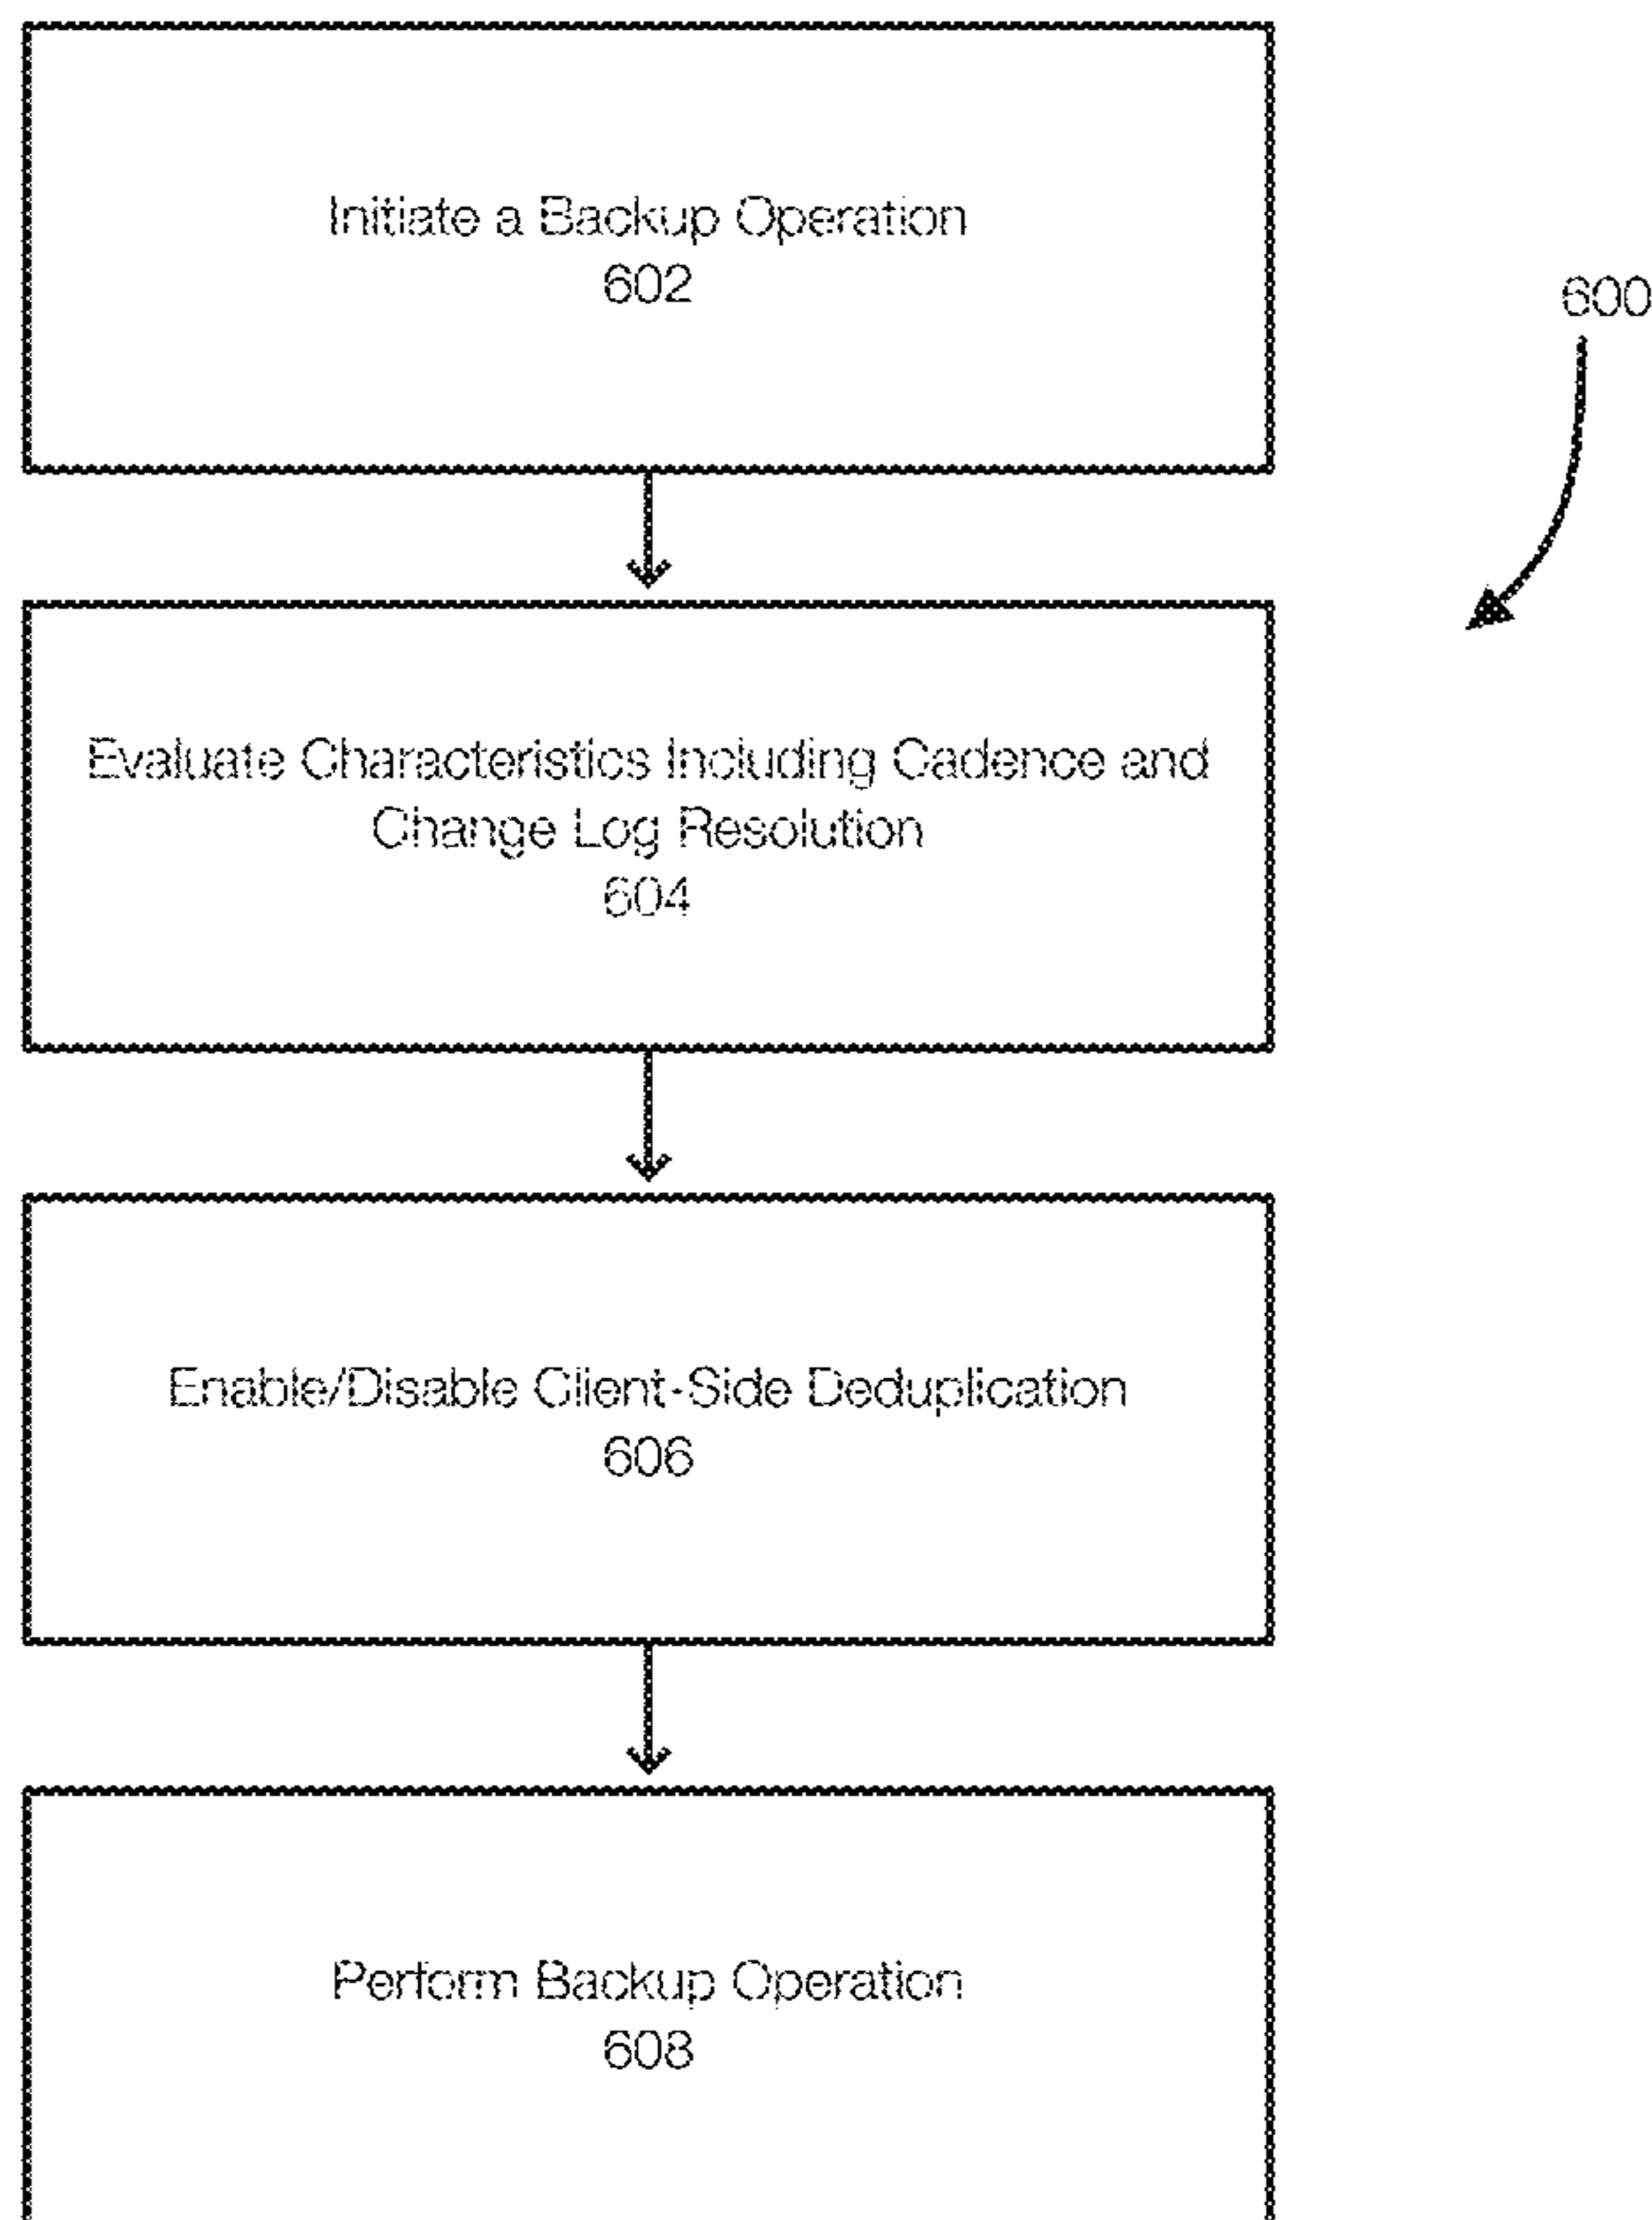 Initiate a Backup Operation
602
600
Evaluate Characteristics Including Cadence and
Change Log Resolution
604
Enable/Disable Client-Side Deduplication
606
Perform Backup Operation
608